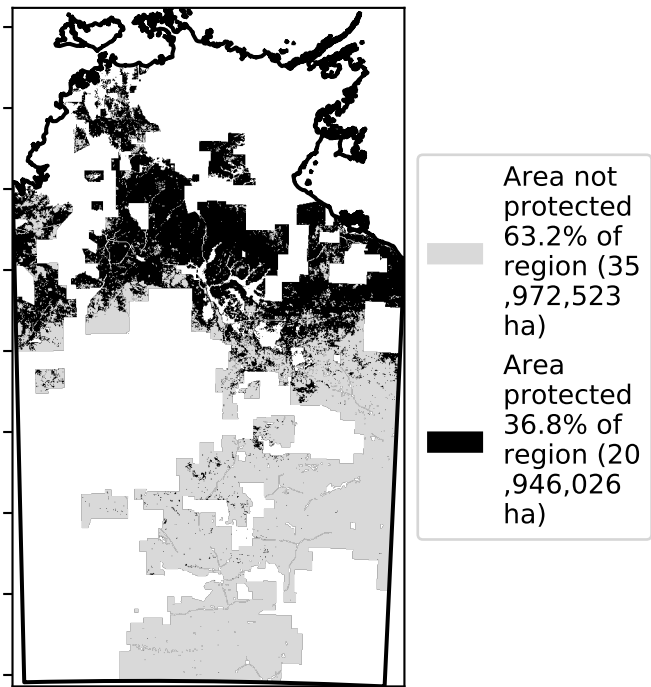 Area not
protected
63.2% of
region (35
,972,523
ha)
Area
protected
36.8% of
region (20
,946,026
ha)